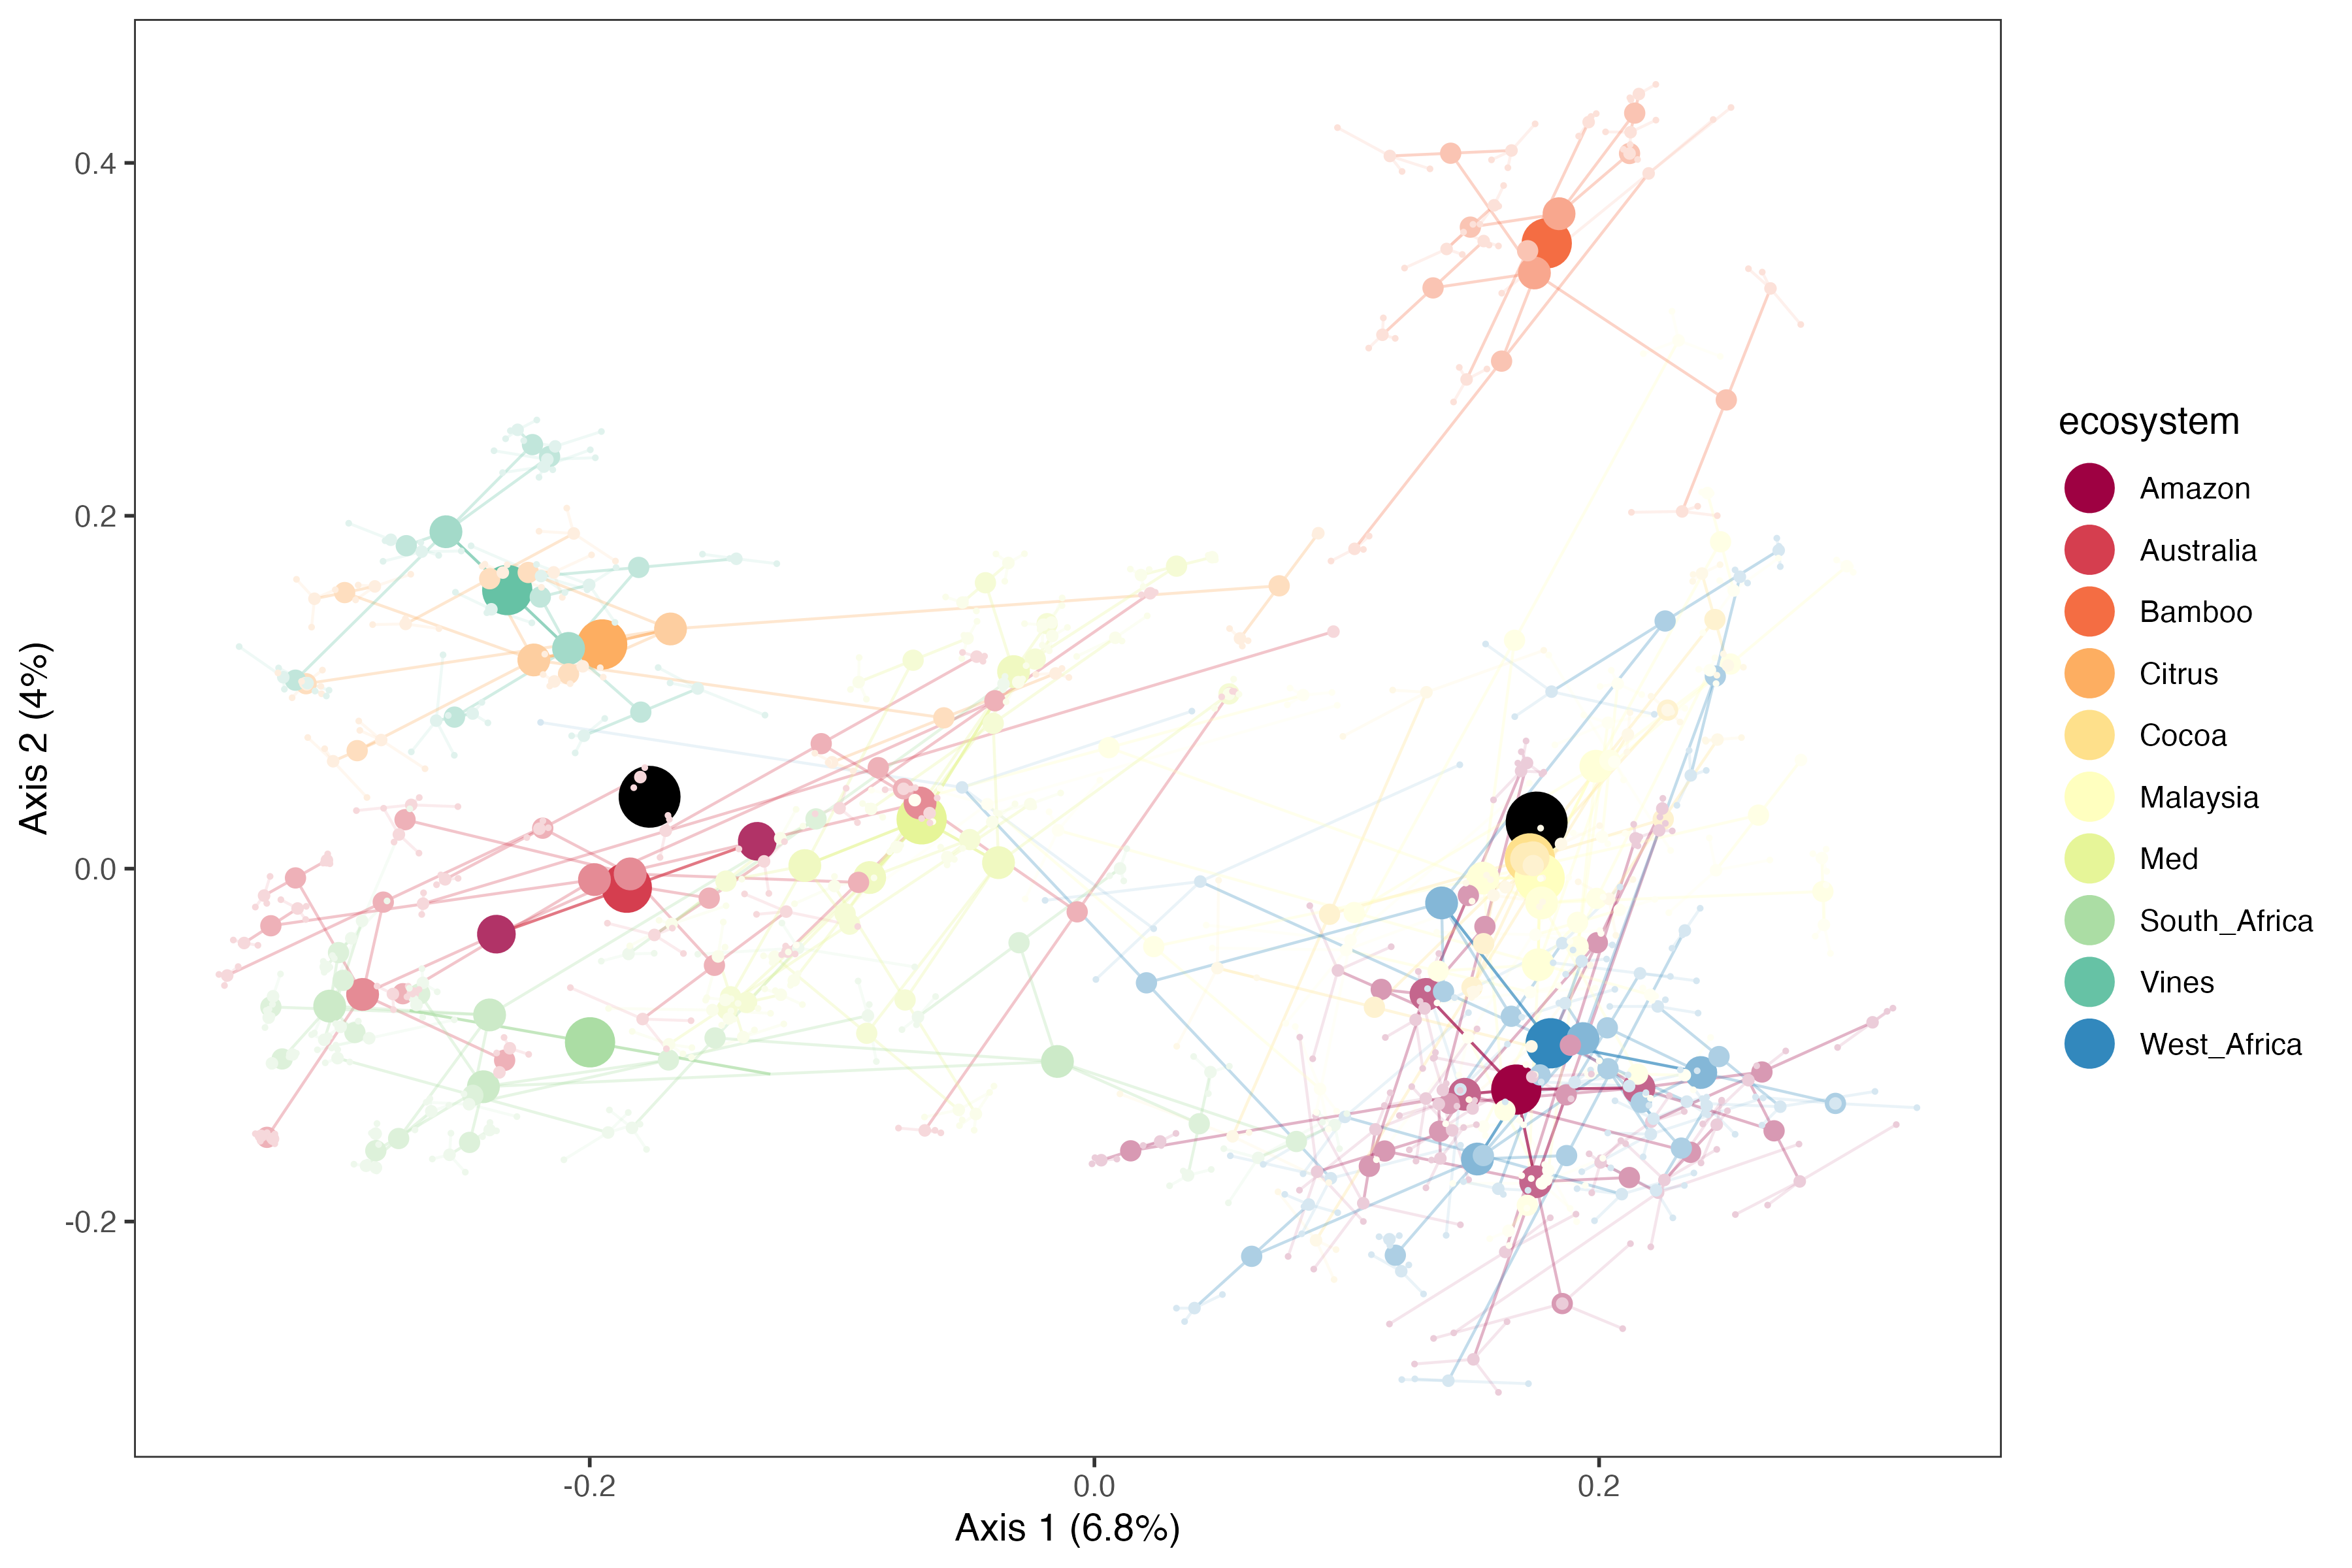 0.4
0.2
0.0
-0.2
Axis 2 (4%)
-0.2
0.0
0.2
Axis 1 (6.8%)
ecosystem
Amazon
Australia
Bamboo
Citrus
Cocoa
Malaysia
Med
South_Africa
Vines
West_Africa